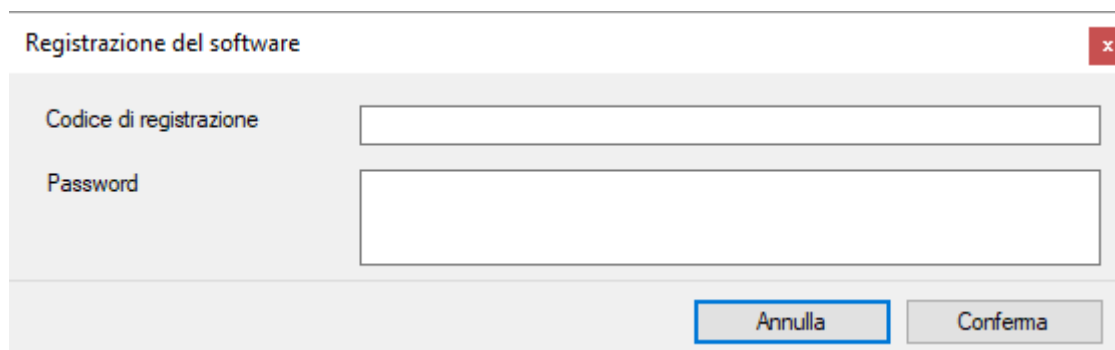 Registrazione del software
x
Codice di registrazione
Password
Annulla Conferma